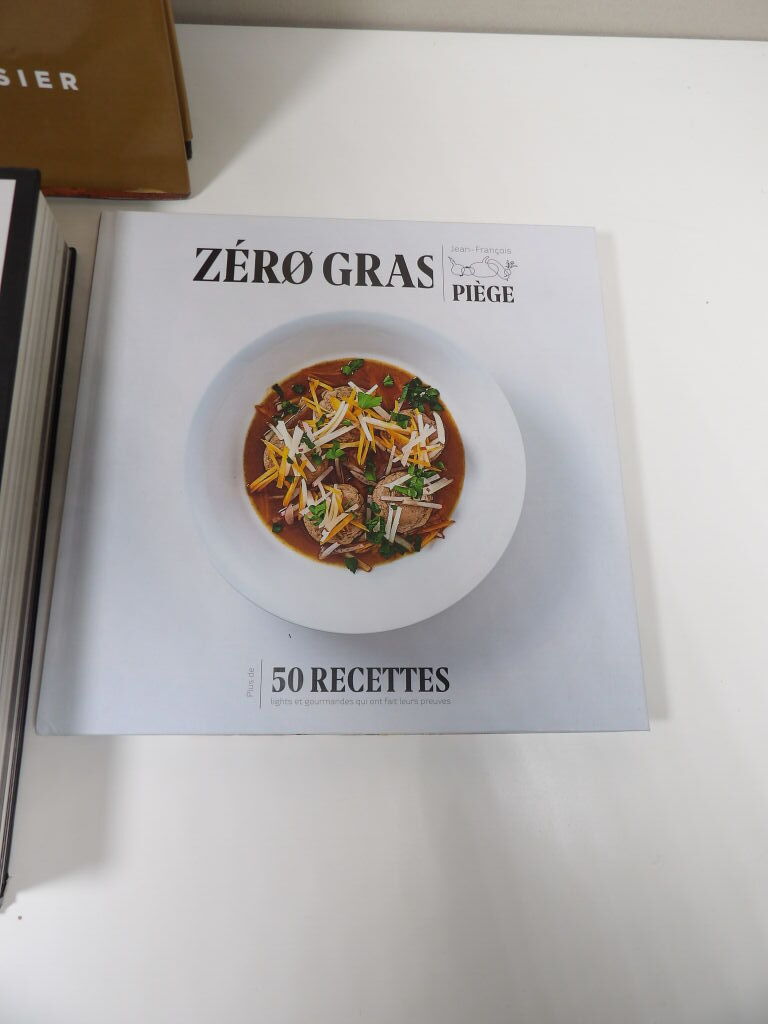 SIER
ZÉRØ GRAS
Jean-François
PIÈGE
Plus de
50 RECETTES
lights et gourmandes qui ont fait leurs preuves